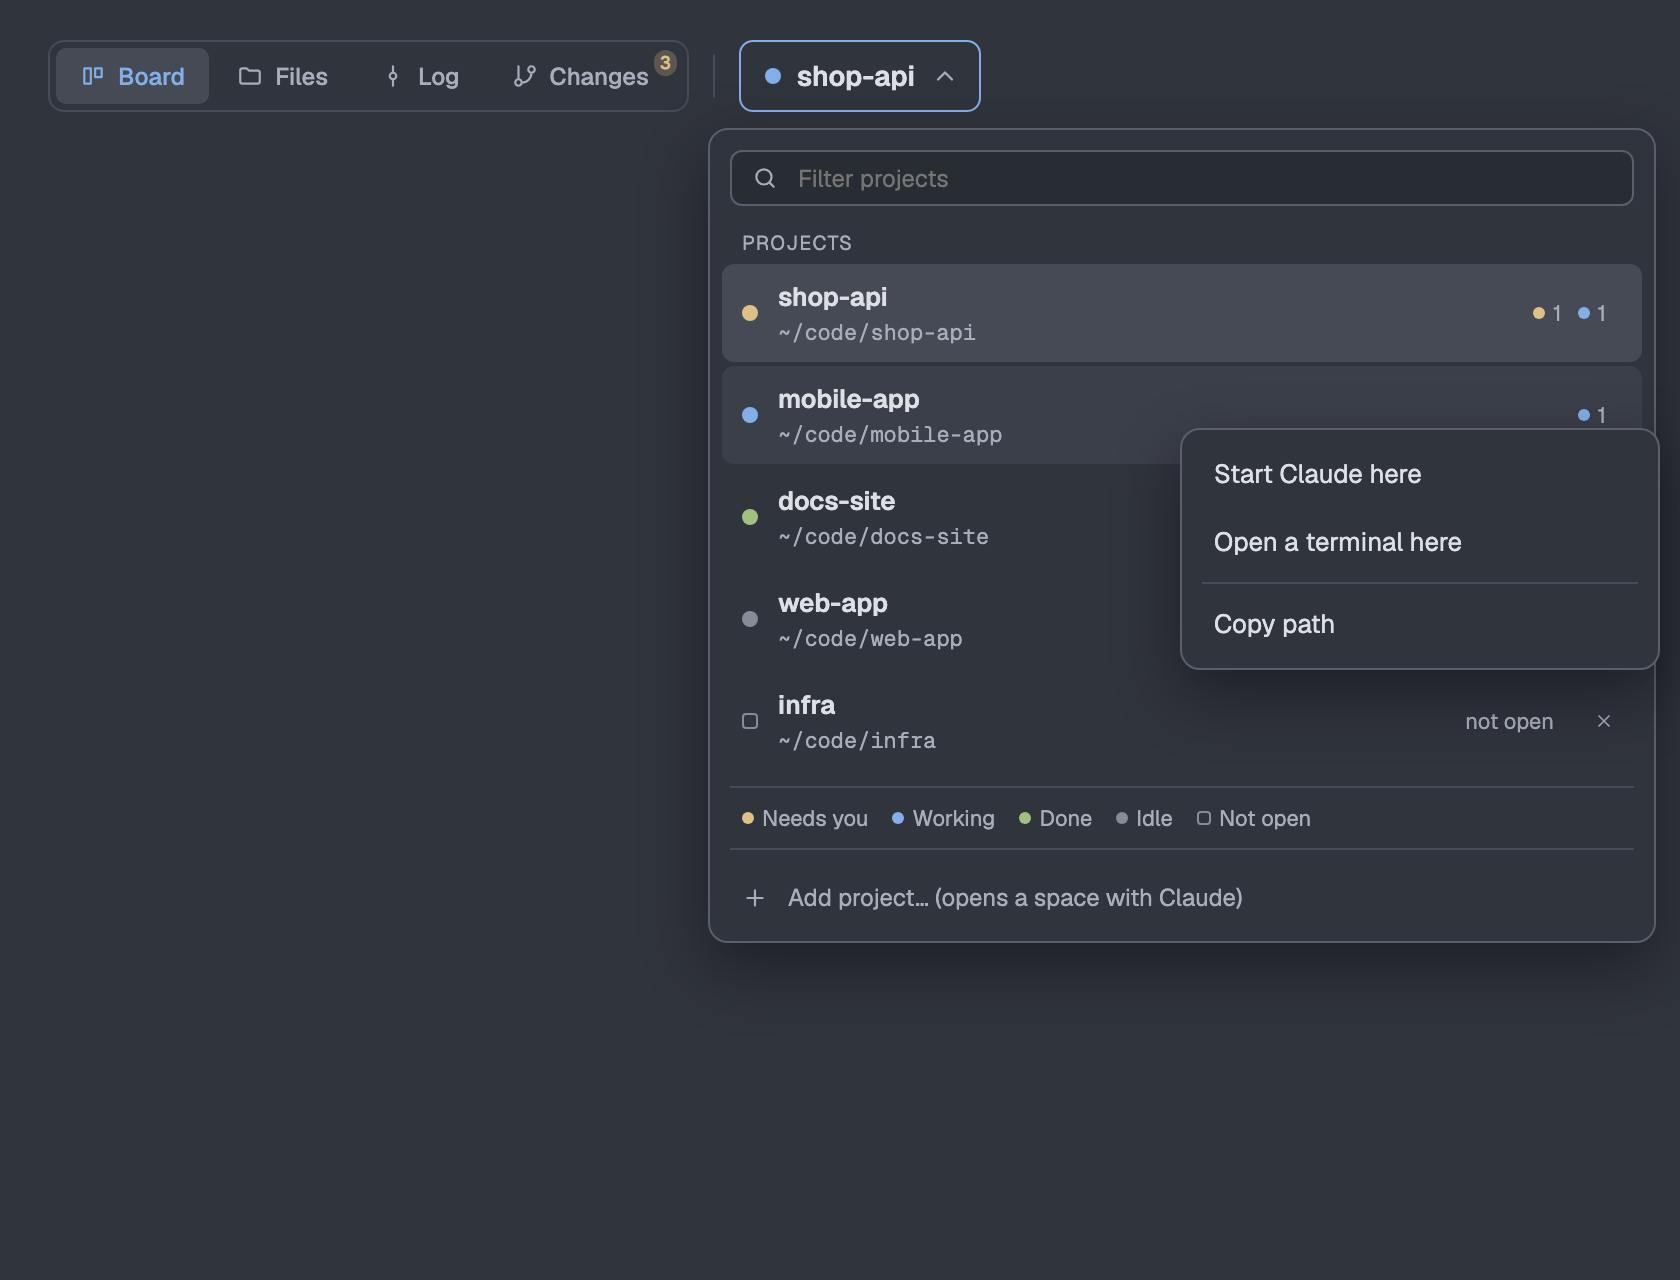 Board
Files
Log
Changes
3
shop-api
Filter projects
PROJECTS
shop-api
~/code/shop-api
1
1
mobile-app
~/code/mobile-app
1
docs-site
~/code/docs-site
web-app
~/code/web-app
Start Claude here
Open a terminal here
Copy path
infra
~/code/infra
not open
Needs you
Working
Done
Idle
Not open
Add project... (opens a space with Claude)